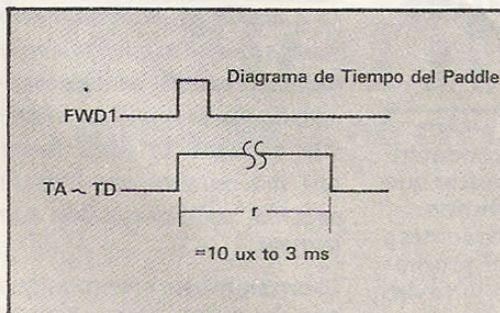 Diagrama de Tiempo del Paddle
FWD1
TA ~ TD
r
=10 ux to 3 ms